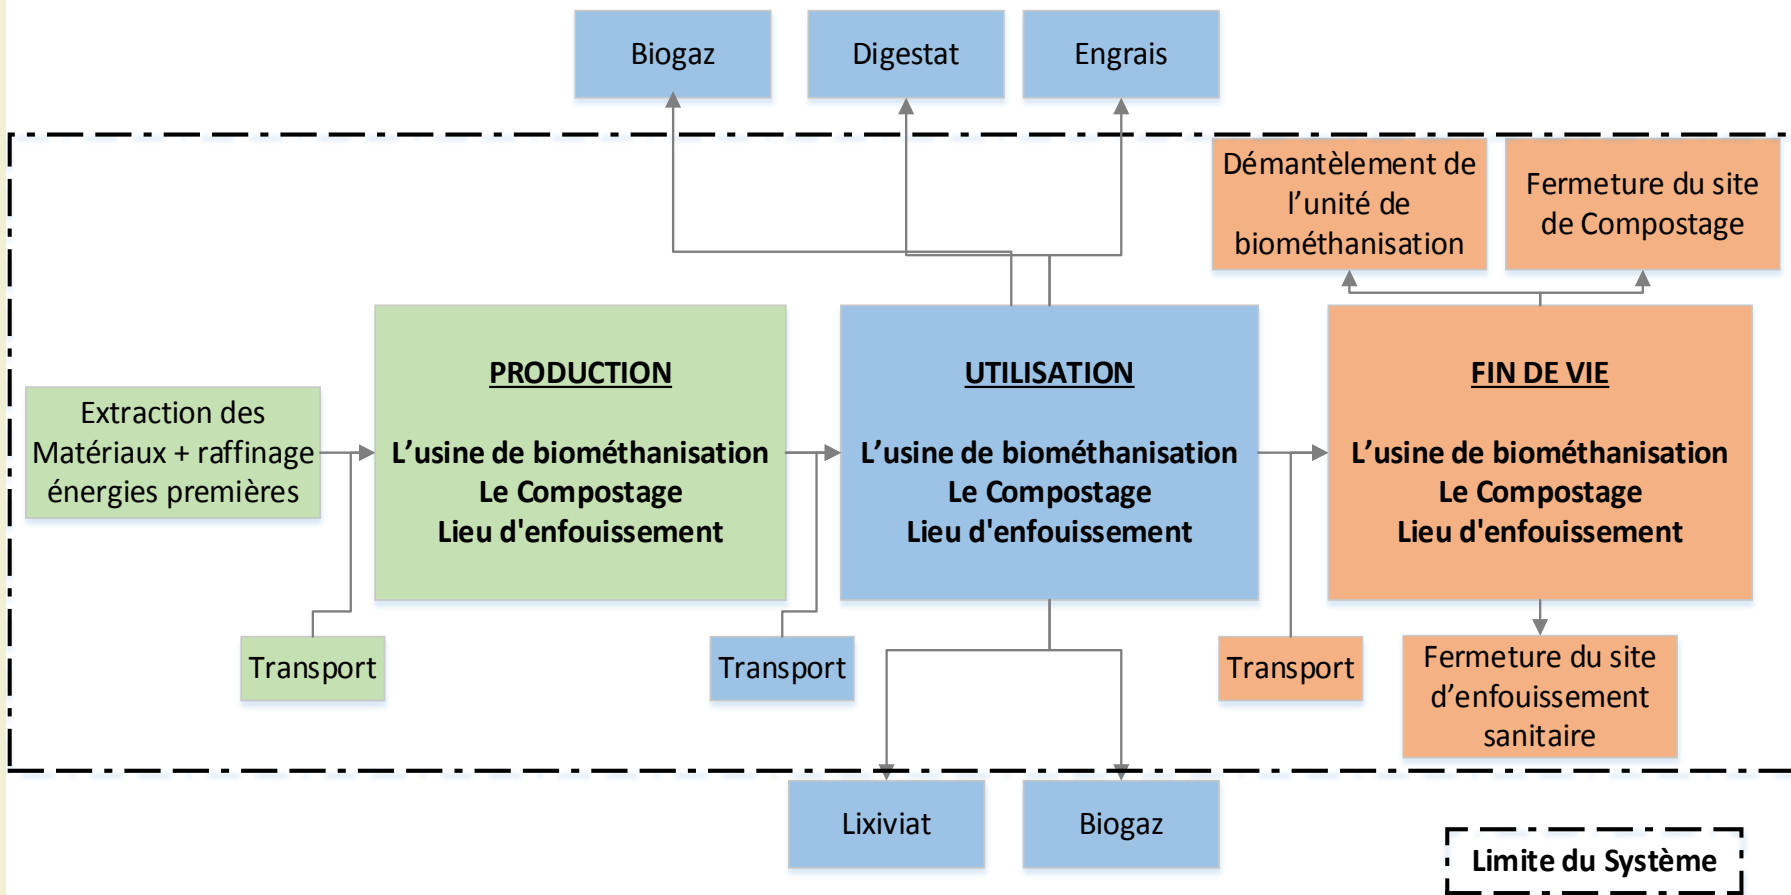 Biogaz
Digestat
Engrais
Démantèlement de
l’unité de
biométhanisation
Fermeture du site
de Compostage
Extraction des
Matériaux + raffinage
énergies premières
PRODUCTION
L’usine de biométhanisation
Le Compostage
Lieu d'enfouissement
UTILISATION
L’usine de biométhanisation
Le Compostage
Lieu d'enfouissement
FIN DE VIE
L’usine de biométhanisation
Le Compostage
Lieu d'enfouissement
Transport
Transport
Transport
Fermeture du site
d’enfouissement
sanitaire
Lixiviat
Biogaz
Limite du Système